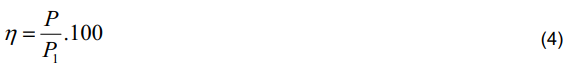 η = P/P₁ .100 (4)